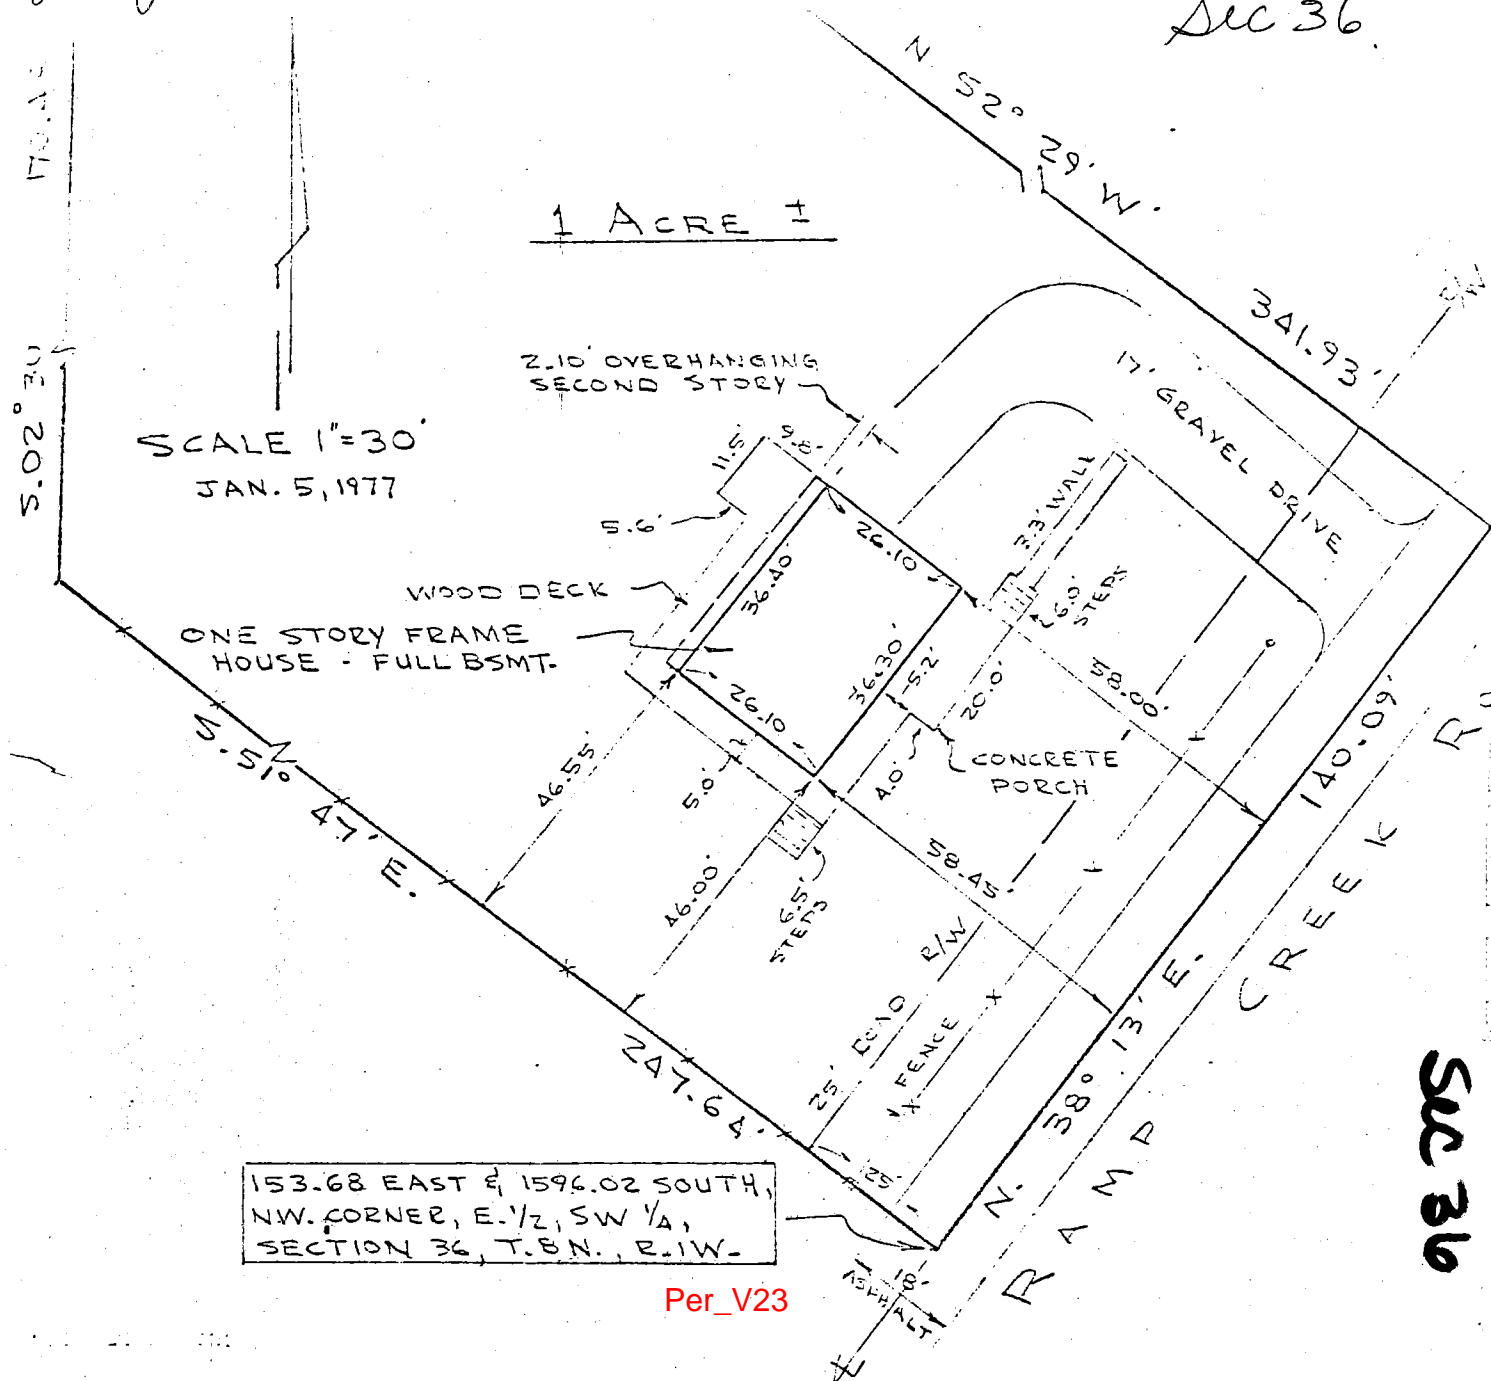 Sec 36.
N. 52° 29' W.
1 ACRE ±
341.93'
R/W
17' GRAVEL DRIVE
2.10' OVERHANGING
SECOND STORY
SCALE 1"=30'
JAN. 5, 1977
S.02°
11.5'
9.8'
5.6'
26.10
3.3' WALL
36.40
6.0'
STEPS
WOOD DECK
ONE STORY FRAME
HOUSE - FULL BSMT.
36.30'
5.2'
20.0'
58.00'
26.10
4.0'
CONCRETE
PORCH
140.09'
S. 51° 47' E.
46.55'
5.0'
46.00'
6.5'
STEPS
58.45'
25' ROAD R/W
FENCE
247.64'
N. 38° 13' E.
RAMP CREEK
25'
153.68 EAST & 1596.02 SOUTH,
N.W. CORNER, E. 1/2, SW 1/4,
SECTION 36, T.8N., R.1W.
18'
ASPHALT
Per_V23
Sec 36